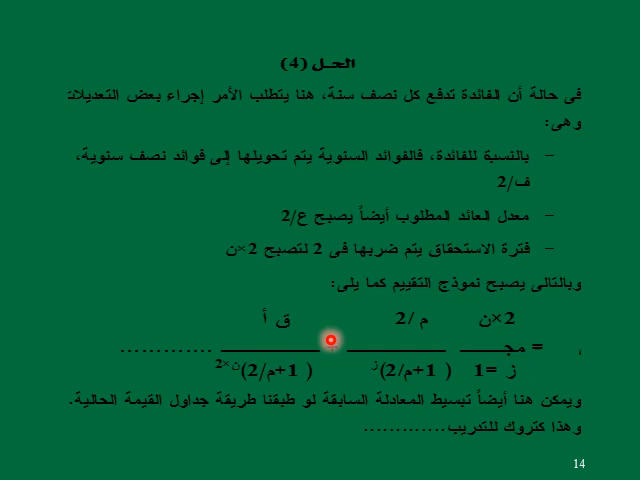 الحـل (4)
فى حالة أن الفائدة تدفع كل نصف سنة، هنا يتطلب الأمر إجراء بعض التعديلات
وهى:
– بالنسبة للفائدة، فالفوائد السنوية يتم تحويلها إلى فوائد نصف سنوية،
ف/2
– معدل العائد المطلوب أيضاً يصبح ع/2
– فترة الاستحقاق يتم ضربها فى 2 لتصبح 2×ن
وبالتالى يصبح نموذج التقييم كما يلى:
2×ن م /2 ق أ
، = مجـ ............
ز =1 ( 1+م/2)ز ( 1+م/2)ن×2
ويمكن هنا أيضاً تبسيط المعادلة السابقة لو طبقنا طريقة جداول القيمة الحالية.
وهذا كتروك للتدريب.............
14